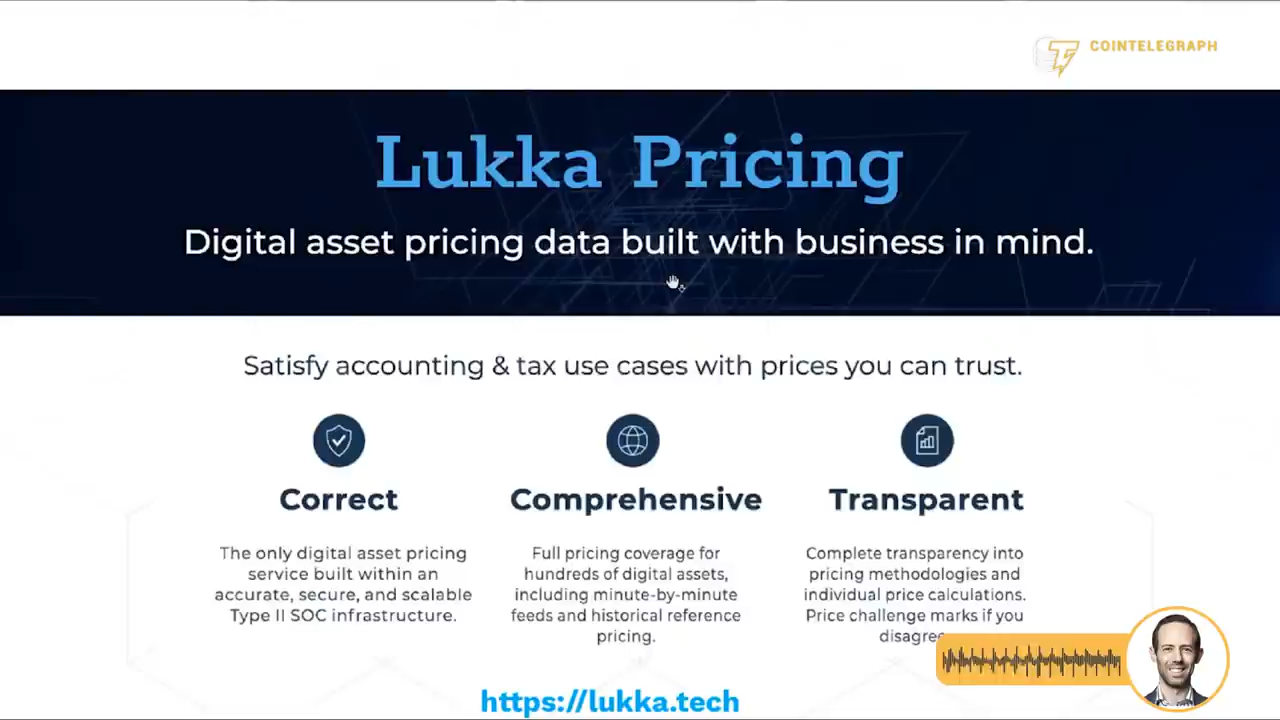 COINTELEGRAPH
Lukka Pricing
Digital asset pricing data built with business in mind.
Satisfy accounting & tax use cases with prices you can trust.
Correct
The only digital asset pricing
service built within an
accurate, secure, and scalable
Type II SOC infrastructure.
Comprehensive
Full pricing coverage for
hundreds of digital assets,
including minute-by-minute
feeds and historical reference
pricing.
Transparent
Complete transparency into
pricing methodologies and
individual price calculations.
Price challenge marks if you
disagree
https://lukka.tech